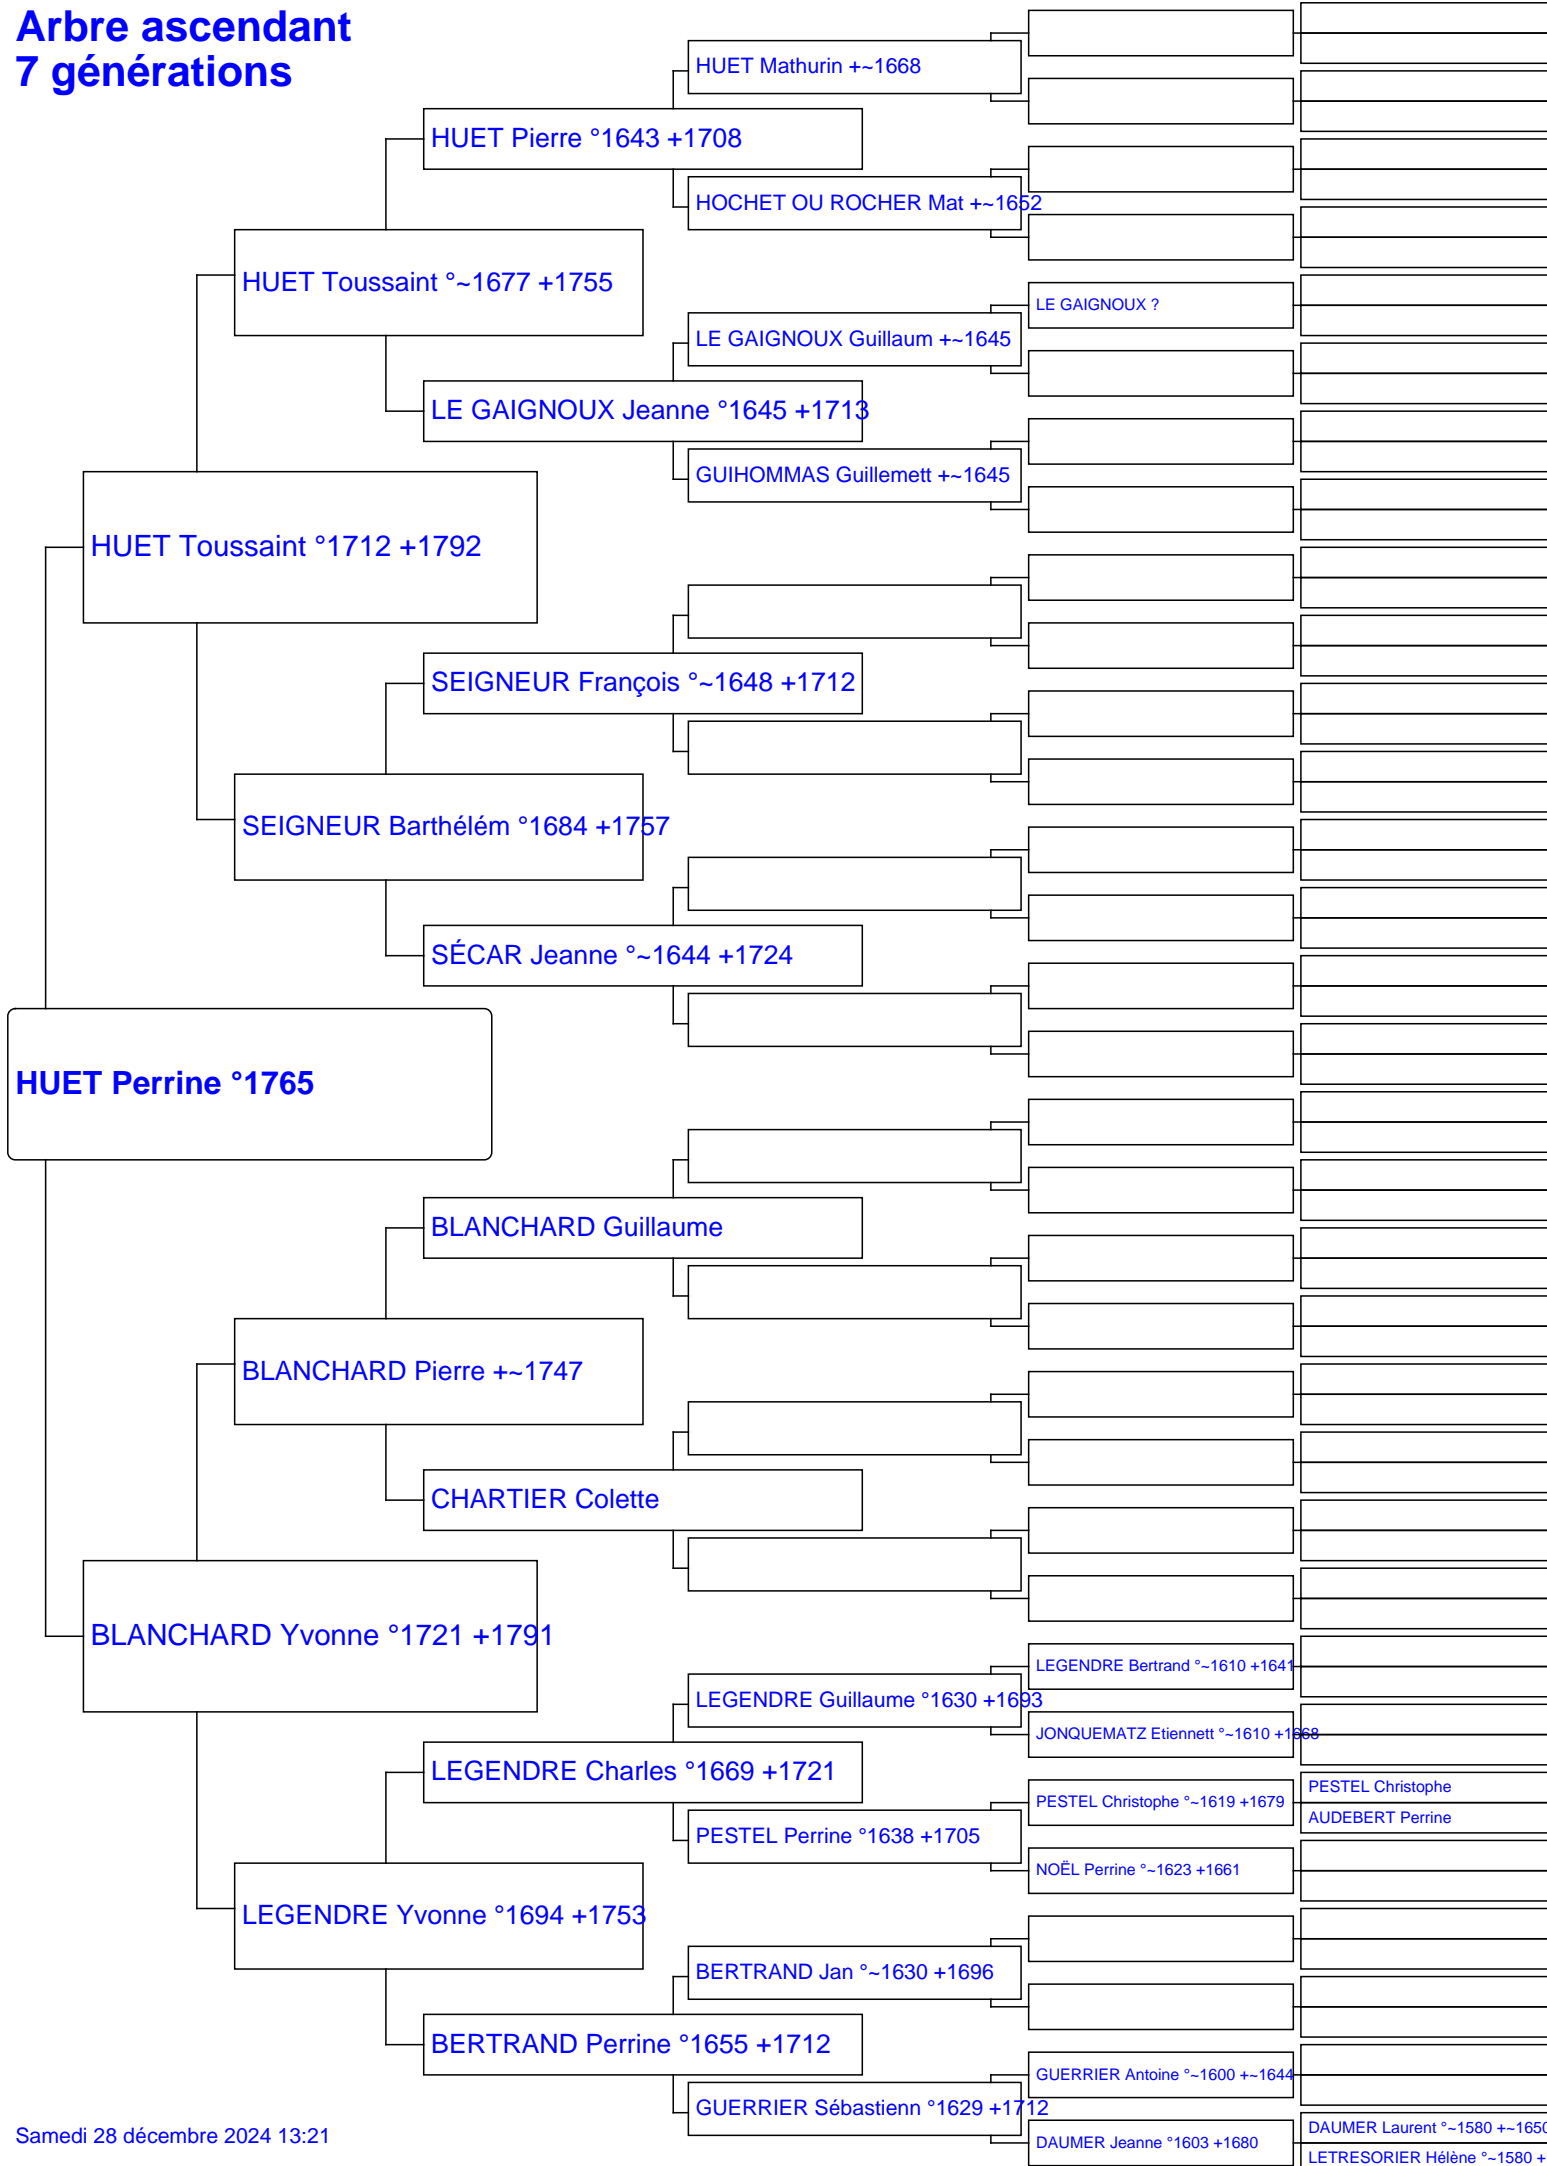 Arbre ascendant
7 générations
HUET Mathurin +~1668
HUET Pierre °1643 +1708
HOCHET OU ROCHER Mat +~1652
HUET Toussaint °~1677 +1755
LE GAIGNOUX ?
LE GAIGNOUX Guillaum +~1645
LE GAIGNOUX Jeanne °1645 +1713
GUIHOMMAS Guillemett +~1645
HUET Toussaint °1712 +1792
SEIGNEUR François °~1648 +1712
SEIGNEUR Barthélém °1684 +1757
SÉCAR Jeanne °~1644 +1724
HUET Perrine °1765
BLANCHARD Guillaume
BLANCHARD Pierre +~1747
CHARTIER Colette
BLANCHARD Yvonne °1721 +1791
LEGENDRE Bertrand °~1610 +1641
LEGENDRE Guillaume °1630 +1693
JONQUEMATZ Etiennett °~1610 +1668
LEGENDRE Charles °1669 +1721
PESTEL Christophe
PESTEL Christophe °~1619 +1679
AUDEBERT Perrine
PESTEL Perrine °1638 +1705
NOËL Perrine °~1623 +1661
LEGENDRE Yvonne °1694 +1753
BERTRAND Jan °~1630 +1696
BERTRAND Perrine °1655 +1712
GUERRIER Antoine °~1600 +~1644
GUERRIER Sébastienn °1629 +1712
DAUMER Laurent °~1580 +~1650
DAUMER Jeanne °1603 +1680
LETRESORIER Hélène °~1580 +
Samedi 28 décembre 2024 13:21